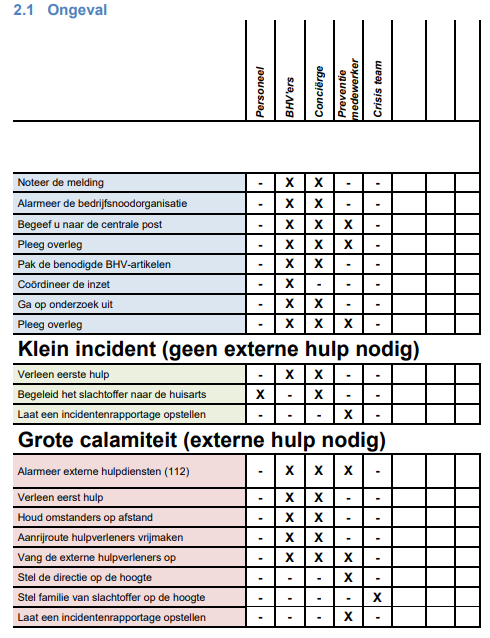 2.1 Ongeval
Personeel BHV'ers Conciërge Preventie medewerker Crisis team
Noteer de melding - X X - -
Alarmeer de bedrijfsnoodorganisatie - X X - -
Begeef u naar de centrale post - X X X -
Pleeg overleg - X X X -
Pak de benodigde BHV-artikelen - X X - -
Coördineer de inzet - X - - -
Ga op onderzoek uit - X X - -
Pleeg overleg - X X X -
Klein incident (geen externe hulp nodig)
Verleen eerste hulp - X X - -
Begeleid het slachtoffer naar de huisarts X - X - -
Laat een incidentenrapportage opstellen - - - X -
Grote calamiteit (externe hulp nodig)
Alarmeer externe hulpdiensten (112) - X X X -
Verleen eerst hulp - X X - -
Houd omstanders op afstand - X X - -
Aanrijroute hulpverleners vrijmaken - X X - -
Vang de externe hulpverleners op - X X X -
Stel de directie op de hoogte - - - X -
Stel familie van slachtoffer op de hoogte - - - - X
Laat een incidentenrapportage opstellen - - - X -